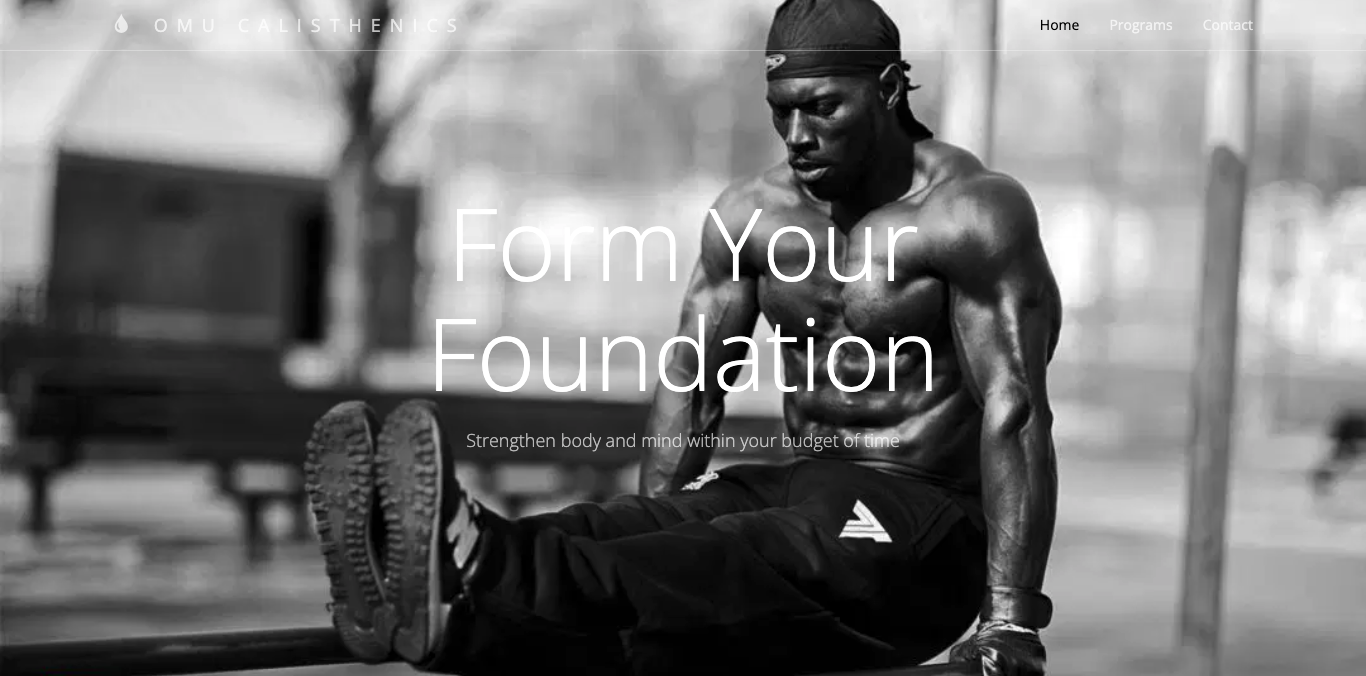 OMU CALISTHENICS
Home Programs Contact
Form Your
Foundation
Strengthen body and mind within your budget of time